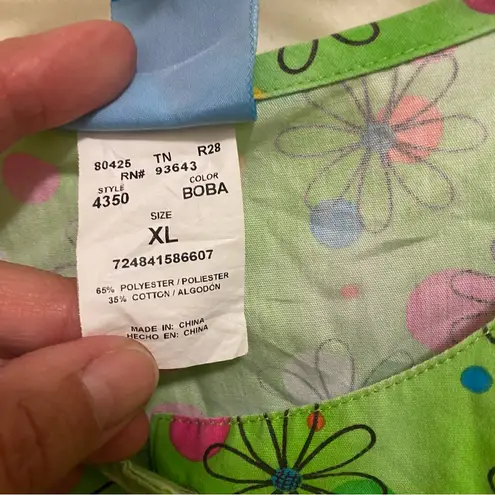 80425 TN R28
RN# 93643
STYLE COLOR
4350 BOBA
SIZE
XL
724841586607
65% POLYESTER / POLIESTER
35% COTTON / ALGODÓN
MADE IN: CHINA
HECHO EN: CHINA